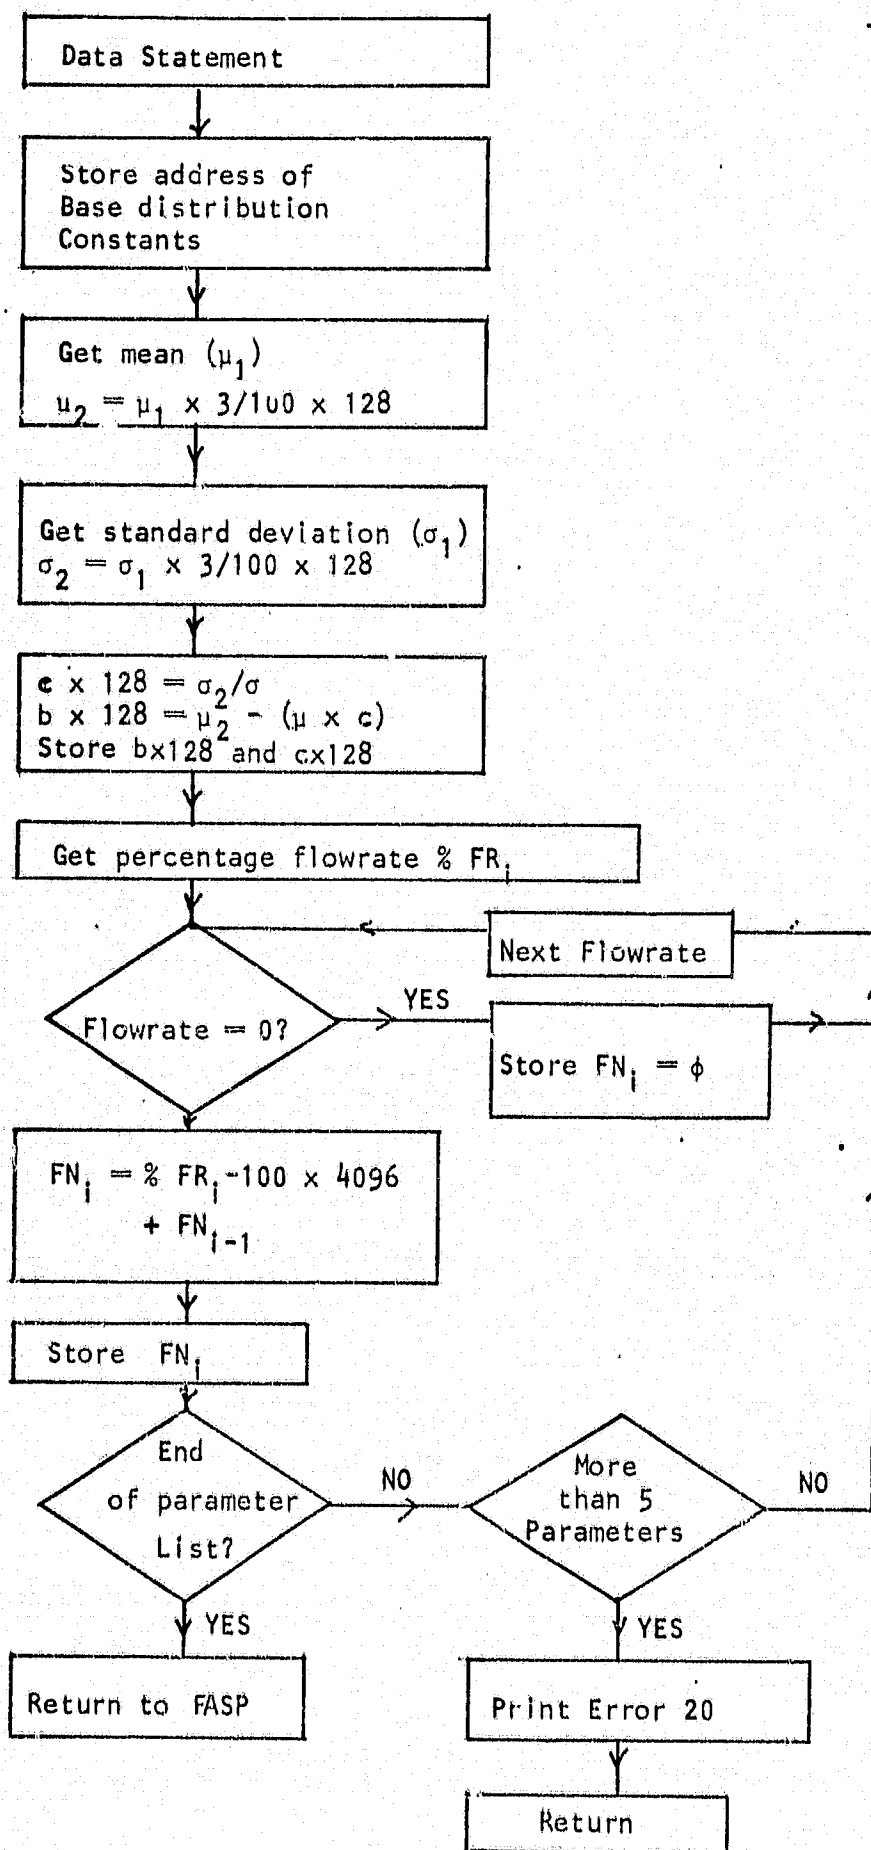 Data Statement
Store address of
Base distribution
Constants
Get mean (μ₁)
μ₂ = μ₁ x 3/100 x 128
Get standard deviation (σ₁)
σ₂ = σ₁ x 3/100 x 128
c x 128 = σ₂/σ
b x 128 = μ₂ - (μ x c)
Store bx128 and cx128
Get percentage flowrate % FRᵢ
Next Flowrate
Flowrate = 0?
YES
Store FNᵢ = φ
FNᵢ = % FRᵢ-100 x 4096
+ FNᵢ₋₁
Store FNᵢ
End
of parameter
List?
NO
More
than 5
Parameters
NO
YES
YES
Return to FASP
Print Error 20
Return